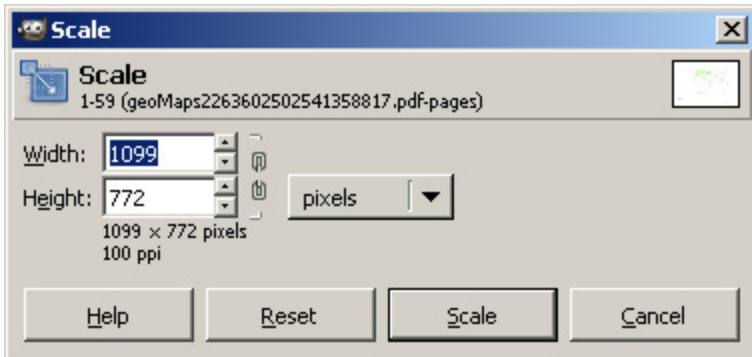 Scale
Scale
1-59 (geoMaps2263602502541358817.pdf-pages)
Width: 1099
Height: 772 pixels
1099 × 772 pixels
100 ppi
Help Reset Scale Cancel